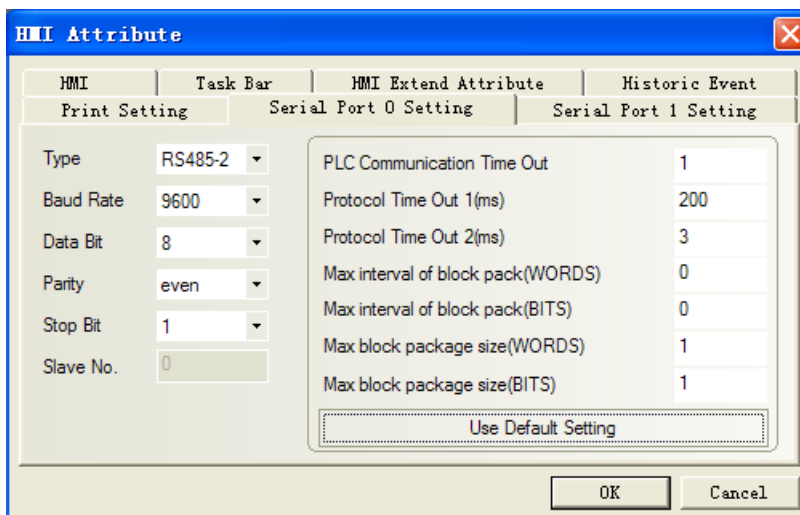 HMI Attribute
HMI
Task Bar
HMI Extend Attribute
Historic Event
Print Setting
Serial Port 0 Setting
Serial Port 1 Setting
Type RS485-2
Baud Rate 9600
Data Bit 8
Parity even
Stop Bit 1
Slave No. 0
PLC Communication Time Out 1
Protocol Time Out 1(ms) 200
Protocol Time Out 2(ms) 3
Max interval of block pack(WORDS) 0
Max interval of block pack(BITS) 0
Max block package size(WORDS) 1
Max block package size(BITS) 1
Use Default Setting
OK
Cancel